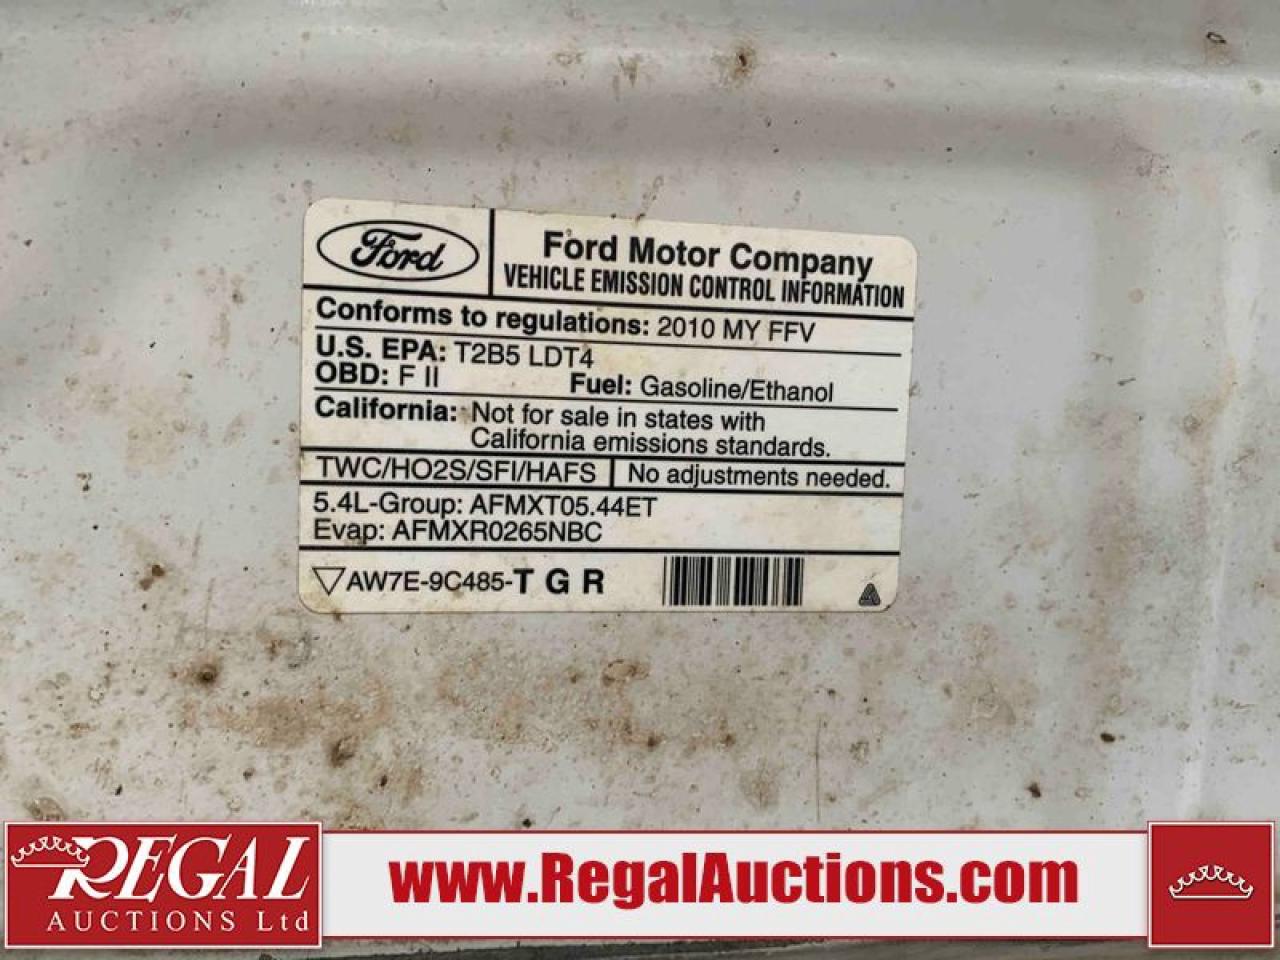 Ford
Ford Motor Company
VEHICLE EMISSION CONTROL INFORMATION
Conforms to regulations: 2010 MY FFV
U.S. EPA: T2B5 LDT4
OBD: F II Fuel: Gasoline/Ethanol
California: Not for sale in states with
California emissions standards.
TWC/HO2S/SFI/HAFS No adjustments needed.
5.4L-Group: AFMXT05.44ET
Evap: AFMXR0265NBC
AW7E-9C485-T G R
REGAL
AUCTIONS Ltd
www.RegalAuctions.com